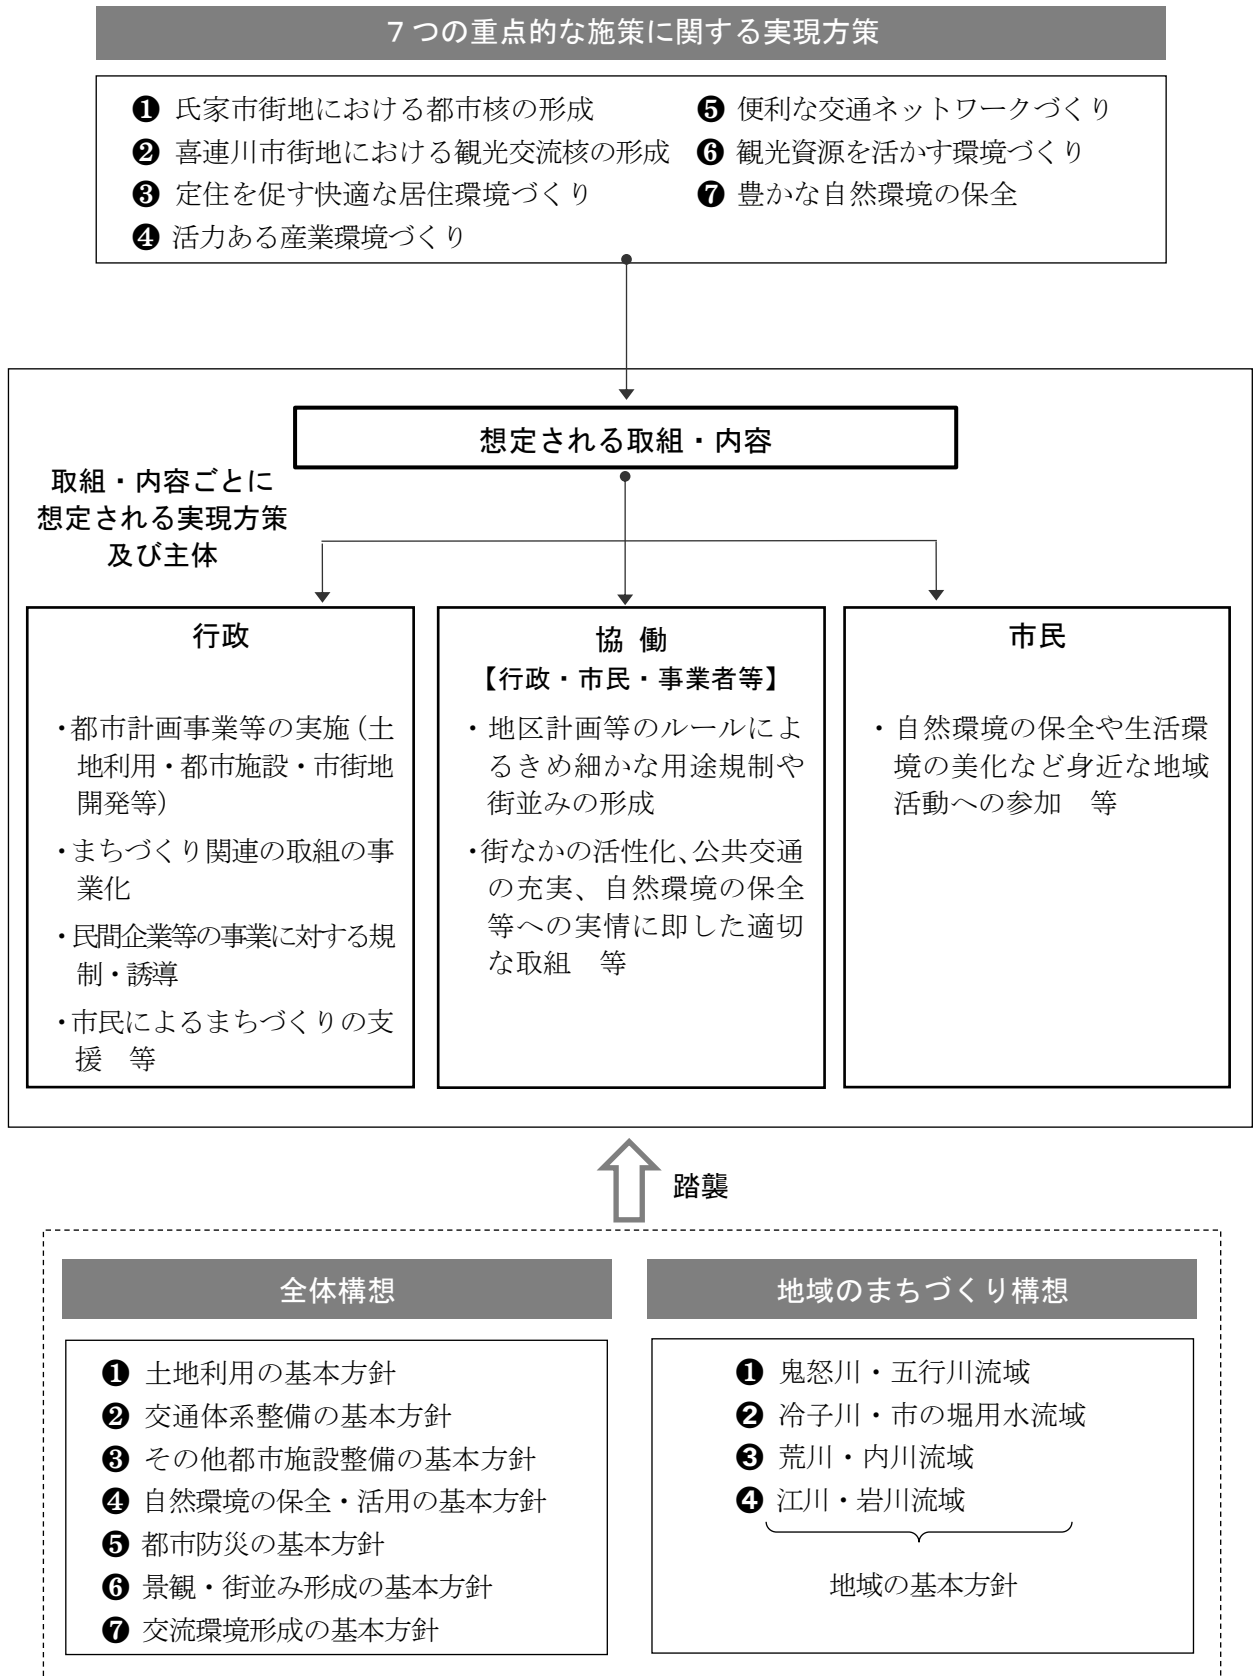 ７つの重点的な施策に関する実現方策
❶ 氏家市街地における都市核の形成
❷ 喜連川市街地における観光交流核の形成
❸ 定住を促す快適な居住環境づくり
❹ 活力ある産業環境づくり
❺ 便利な交通ネットワークづくり
❻ 観光資源を活かす環境づくり
❼ 豊かな自然環境の保全
想定される取組・内容
取組・内容ごとに
想定される実現方策
及び主体
行政
・都市計画事業等の実施（土
地利用・都市施設・市街地
開発等）
・まちづくり関連の取組の事
業化
・民間企業等の事業に対する規
制・誘導
・市民によるまちづくりの支
援　等
協 働
【行政・市民・事業者等】
・地区計画等のルールによ
るきめ細かな用途規制や
街並みの形成
・街なかの活性化、公共交通
の充実、自然環境の保全
等への実情に即した適切
な取組　等
市民
・自然環境の保全や生活環
境の美化など身近な地域
活動への参加　等
踏襲
全体構想
❶ 土地利用の基本方針
❷ 交通体系整備の基本方針
❸ その他都市施設整備の基本方針
❹ 自然環境の保全・活用の基本方針
❺ 都市防災の基本方針
❻ 景観・街並み形成の基本方針
❼ 交流環境形成の基本方針
地域のまちづくり構想
❶ 鬼怒川・五行川流域
❷ 冷子川・市の堀用水流域
❸ 荒川・内川流域
❹ 江川・岩川流域
地域の基本方針